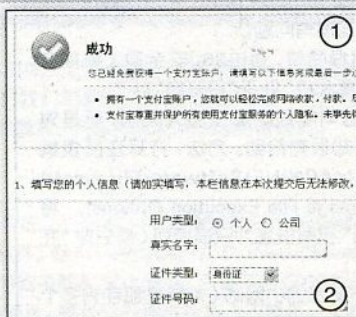 ①
成功
您已经免费获得一个支付宝账户，请填写以下信息完成最后一步
• 拥有一个支付宝账户，您就可以轻松完成网络收款，付款。
• 支付宝尊重并保护所有使用支付宝服务的个人隐私。未事先
1、填写您的个人信息（请如实填写，本栏信息在本次提交后无法修改，
用户类型： 个人 公司
真实名字：
证件类型： 身份证
证件号码：
②